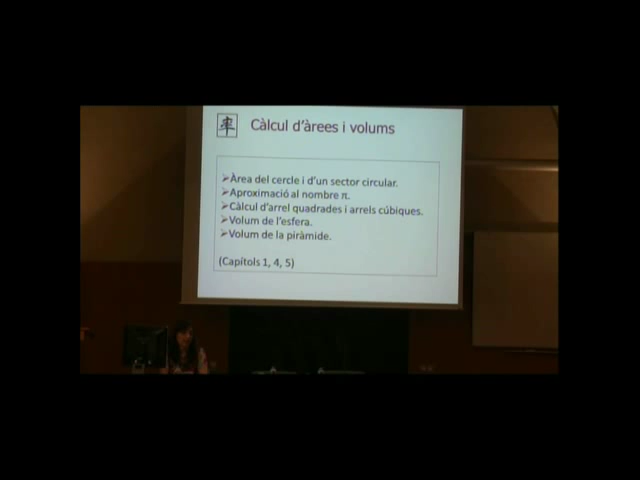 率
Càlcul d'àrees i volums
➢Àrea del cercle i d'un sector circular.
➢Aproximació al nombre π.
➢Càlcul d'arrel quadrades i arrels cúbiques.
➢Volum de l'esfera.
➢Volum de la piràmide.
(Capítols 1, 4, 5)